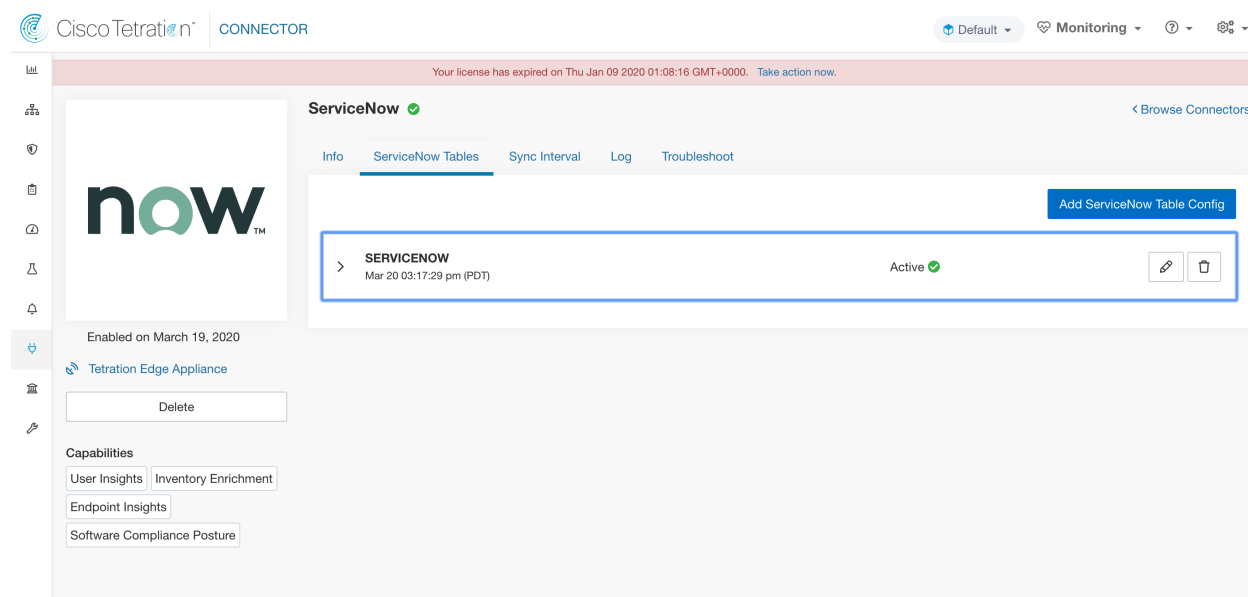 Cisco Tetration™ CONNECTOR Default Monitoring
Your license has expired on Thu Jan 09 2020 01:08:16 GMT+0000. Take action now.
ServiceNow
Browse Connectors
Info ServiceNow Tables Sync Interval Log Troubleshoot
Add ServiceNow Table Config
now™
SERVICENOW
Mar 20 03:17:29 pm (PDT)
Active
Enabled on March 19, 2020
Tetration Edge Appliance
Delete
Capabilities
User Insights Inventory Enrichment
Endpoint Insights
Software Compliance Posture